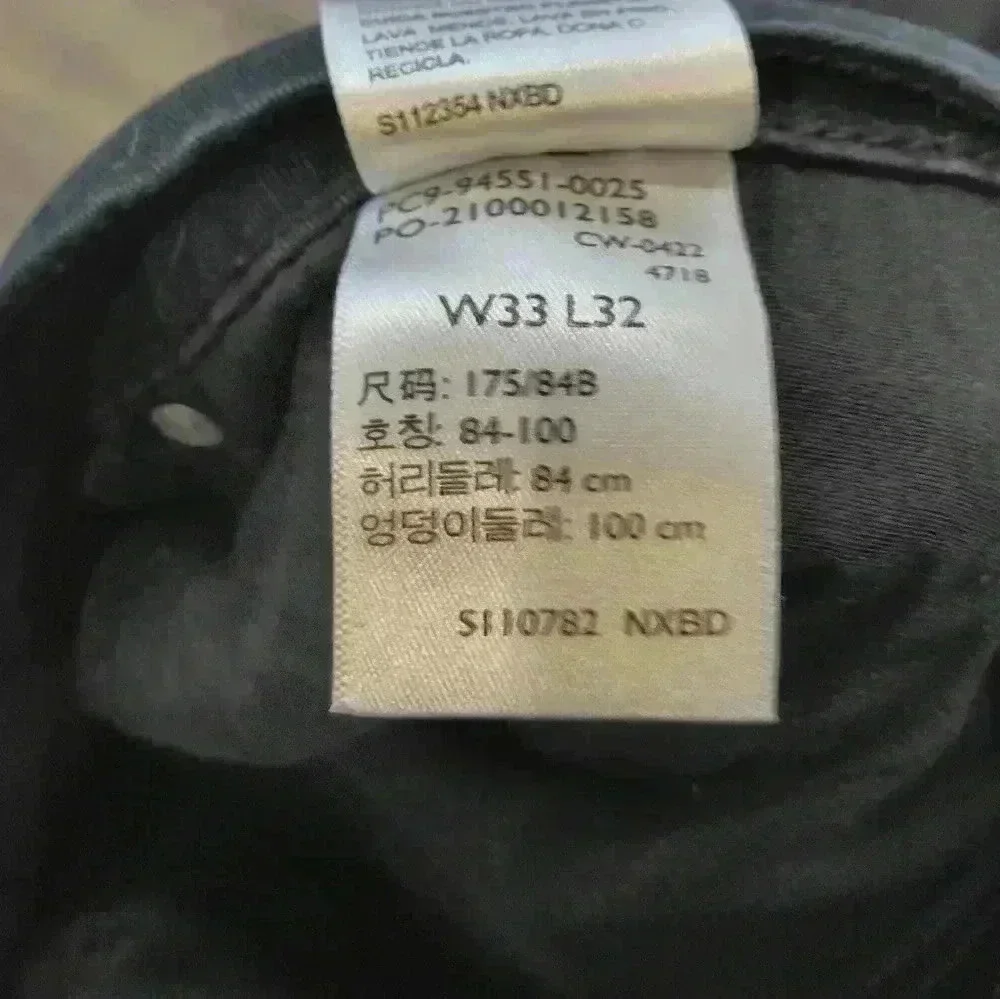 LAVA MENOS, LAVA EN FRIO,
TIENDE LA ROPA, DONA O
RECICLA.
S112354 NXBD
PC9-94551-0025
PO-2100012158
CW-0422
4718
W33 L32
尺码: 175/84B
호칭: 84-100
허리둘레: 84 cm
엉덩이둘레: 100 cm
S110782 NXBD